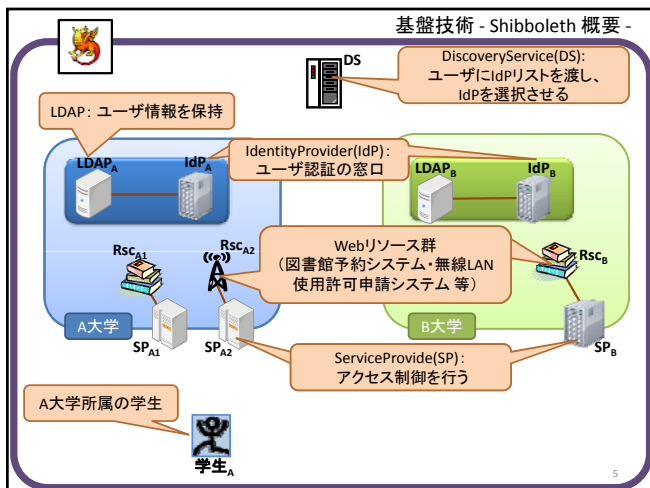 基盤技術 - Shibboleth 概要 -
DS
DiscoveryService(DS):
ユーザにIdPリストを渡し、
IdPを選択させる
LDAP： ユーザ情報を保持
LDAPA
IdPA
IdentityProvider(IdP)：
ユーザ認証の窓口
LDAPB
IdPB
RscA1
RscA2
Webリソース群
（図書館予約システム・無線LAN
使用許可申請システム 等）
RscB
A大学
SPA1
SPA2
B大学
SPB
ServiceProvide(SP)：
アクセス制御を行う
A大学所属の学生
学生A
5